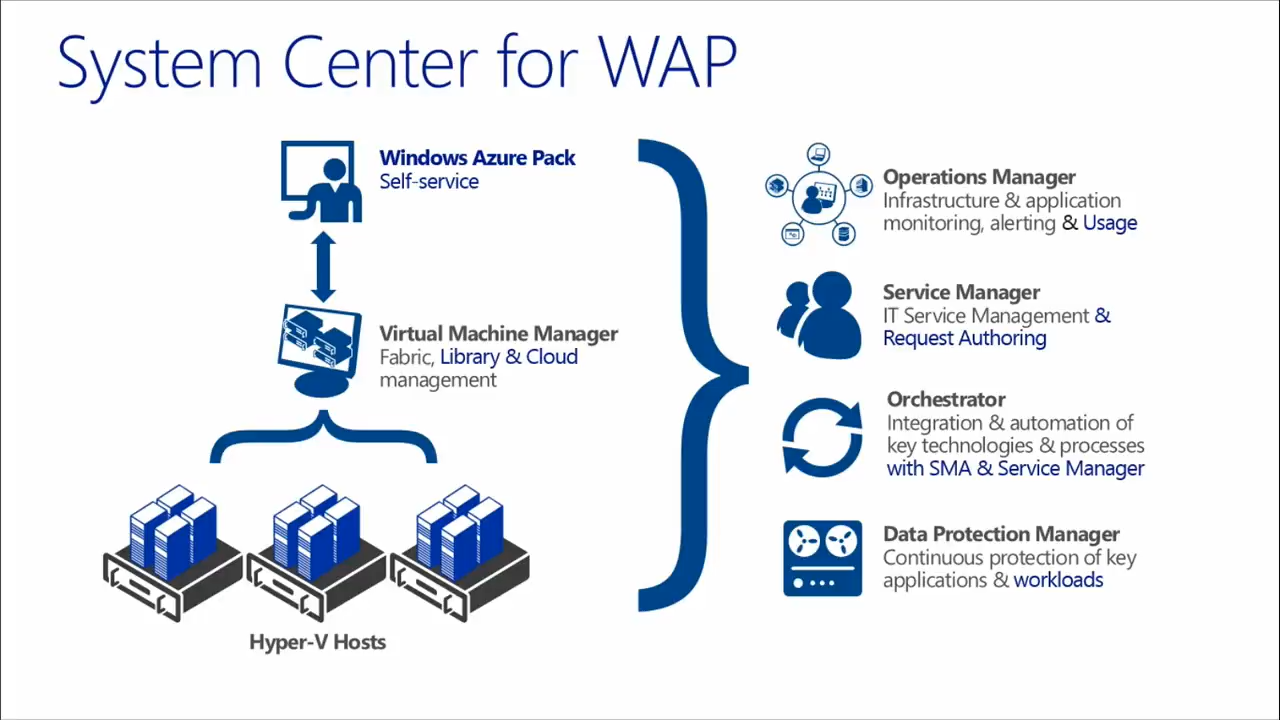 System Center for WAP
Windows Azure Pack
Self-service
Virtual Machine Manager
Fabric, Library & Cloud
management
Hyper-V Hosts
Operations Manager
Infrastructure & application
monitoring, alerting & Usage
Service Manager
IT Service Management &
Request Authoring
Orchestrator
Integration & automation of
key technologies & processes
with SMA & Service Manager
Data Protection Manager
Continuous protection of key
applications & workloads